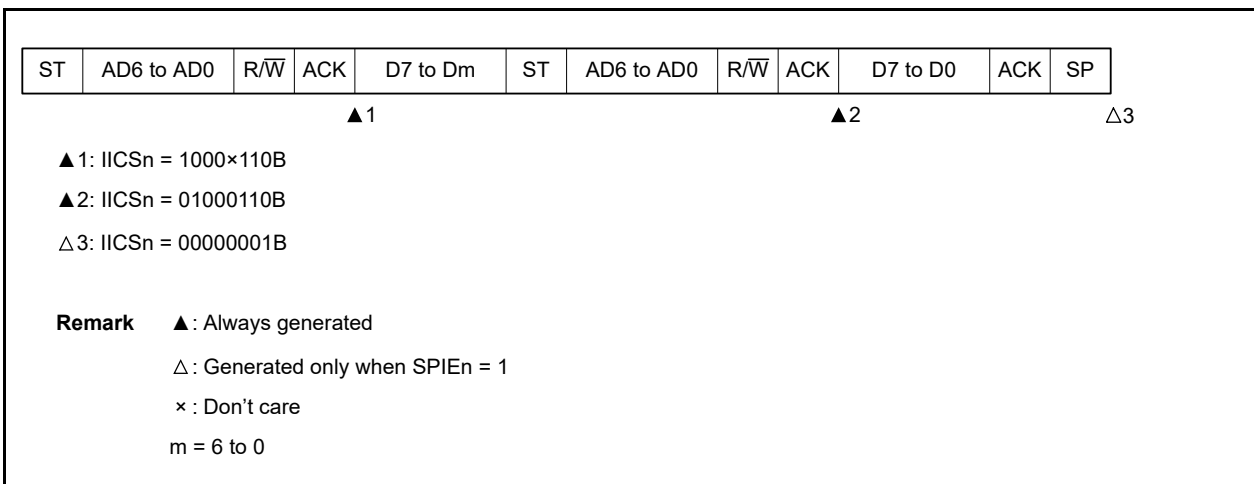 ST AD6 to AD0 R/W̅ ACK D7 to Dm ST AD6 to AD0 R/W̅ ACK D7 to D0 ACK SP
▲1 ▲2 △3
▲1: IICSn = 1000×110B
▲2: IICSn = 01000110B
△3: IICSn = 00000001B
Remark ▲: Always generated
△: Generated only when SPIEn = 1
× : Don’t care
m = 6 to 0